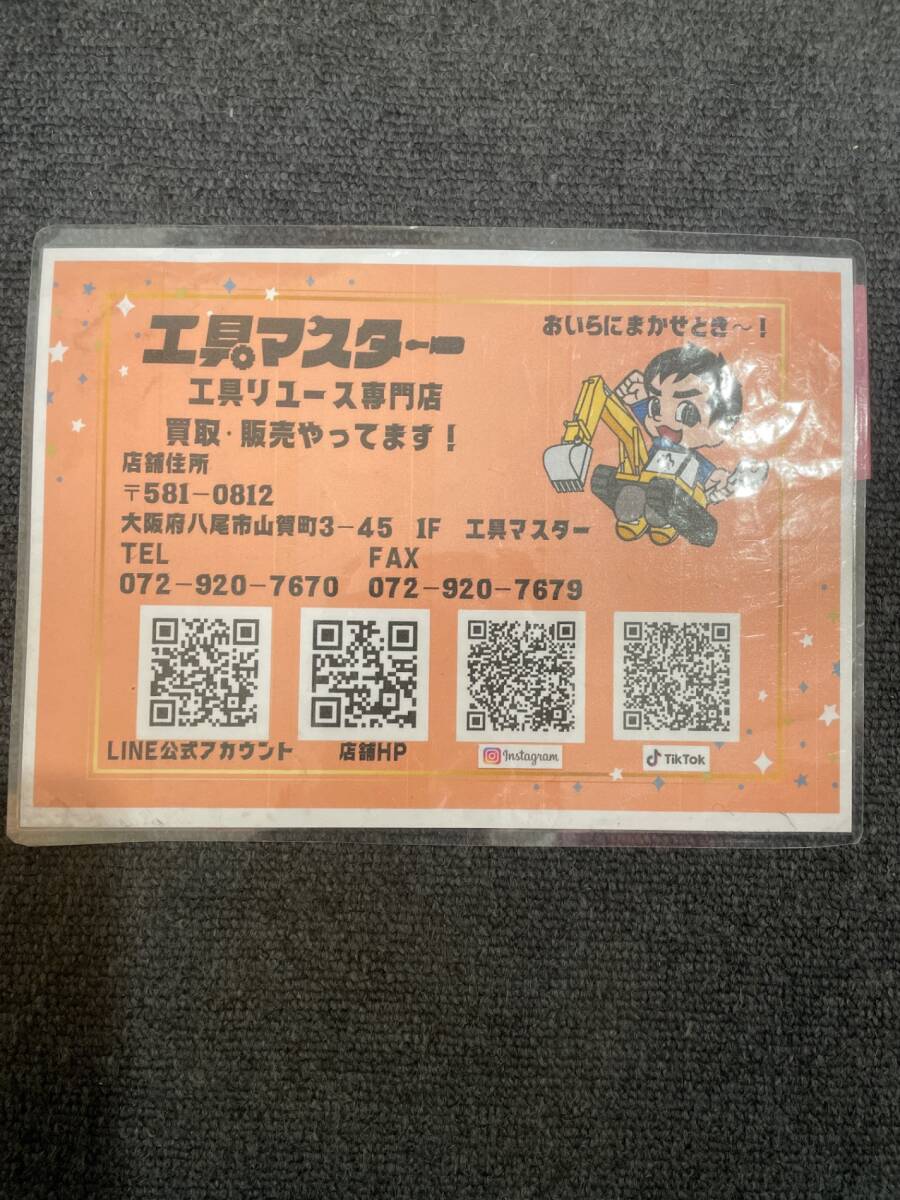 工具マスター
おいらにまかせとき〜！
工具リユース専門店
買取・販売やってます！
店舗住所
〒581-0812
大阪府八尾市山賀町3-45 1F 工具マスター
TEL FAX
072-920-7670 072-920-7679
LINE公式アカウント 店舗HP Instagram TikTok